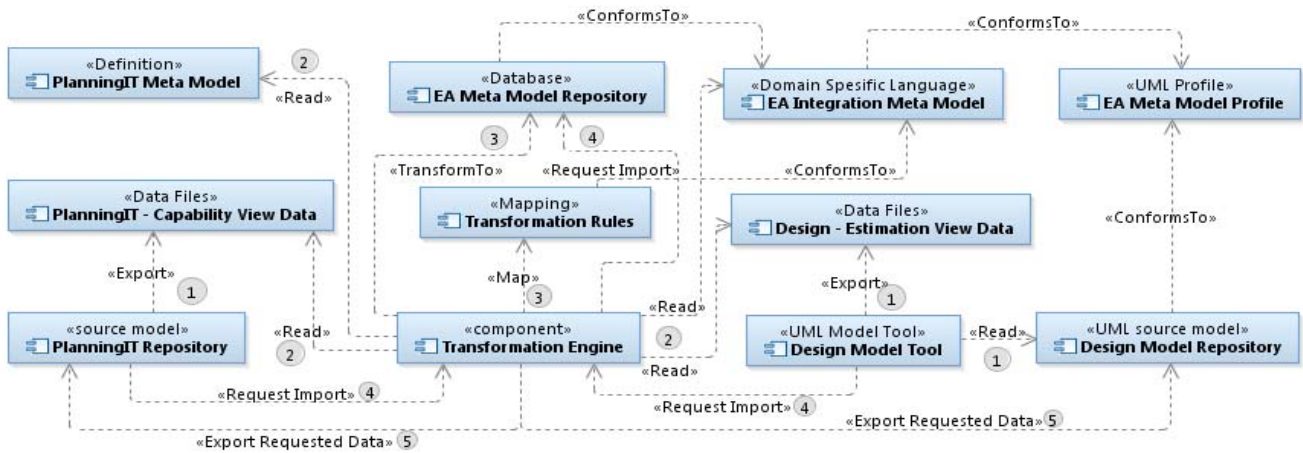 «ConformsTo»
«ConformsTo»
«Definition»
PlanningIT Meta Model
2
«Read»
«Database»
EA Meta Model Repository
«Domain Spesific Language»
EA Integration Meta Model
«UML Profile»
EA Meta Model Profile
3
4
«TransformTo»
«Request Import»
«ConformsTo»
«Data Files»
PlanningIT - Capability View Data
«Mapping»
Transformation Rules
«Data Files»
Design - Estimation View Data
«ConformsTo»
«Export»
1
«Map»
3
«Export»
1
«Read»
«source model»
PlanningIT Repository
«Read»
2
«component»
Transformation Engine
2
«Read»
«UML Model Tool»
Design Model Tool
«Read»
1
«UML source model»
Design Model Repository
«Request Import» 4
«Request Import» 4
«Export Requested Data» 5
«Export Requested Data» 5